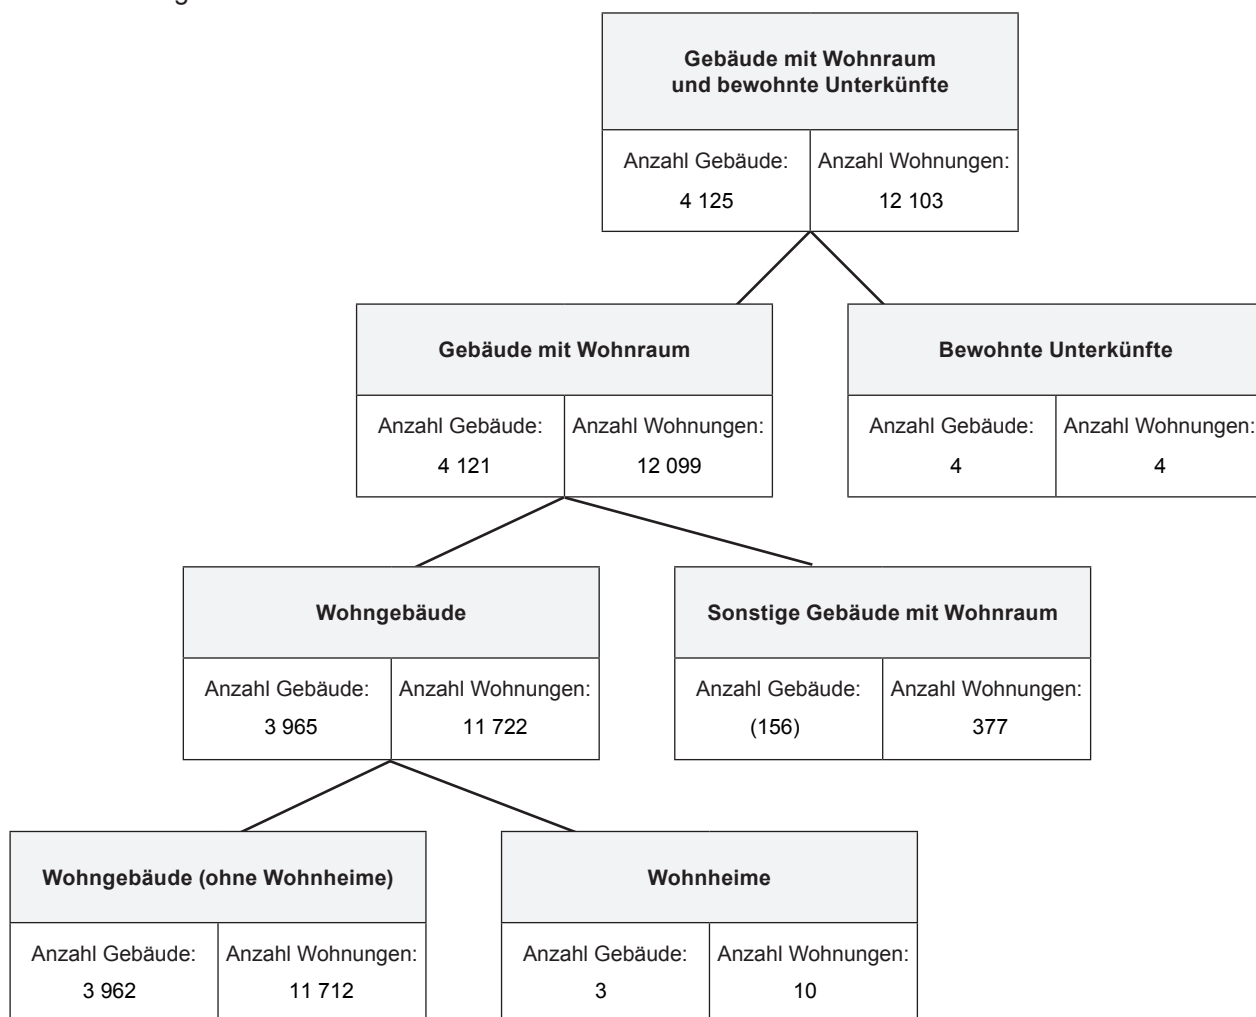 Gebäude mit Wohnraum
und bewohnte Unterkünfte
Anzahl Gebäude: Anzahl Wohnungen:
4 125 12 103
Gebäude mit Wohnraum
Anzahl Gebäude: Anzahl Wohnungen:
4 121 12 099
Bewohnte Unterkünfte
Anzahl Gebäude: Anzahl Wohnungen:
4 4
Wohngebäude
Anzahl Gebäude: Anzahl Wohnungen:
3 965 11 722
Sonstige Gebäude mit Wohnraum
Anzahl Gebäude: Anzahl Wohnungen:
(156) 377
Wohngebäude (ohne Wohnheime)
Anzahl Gebäude: Anzahl Wohnungen:
3 962 11 712
Wohnheime
Anzahl Gebäude: Anzahl Wohnungen:
3 10